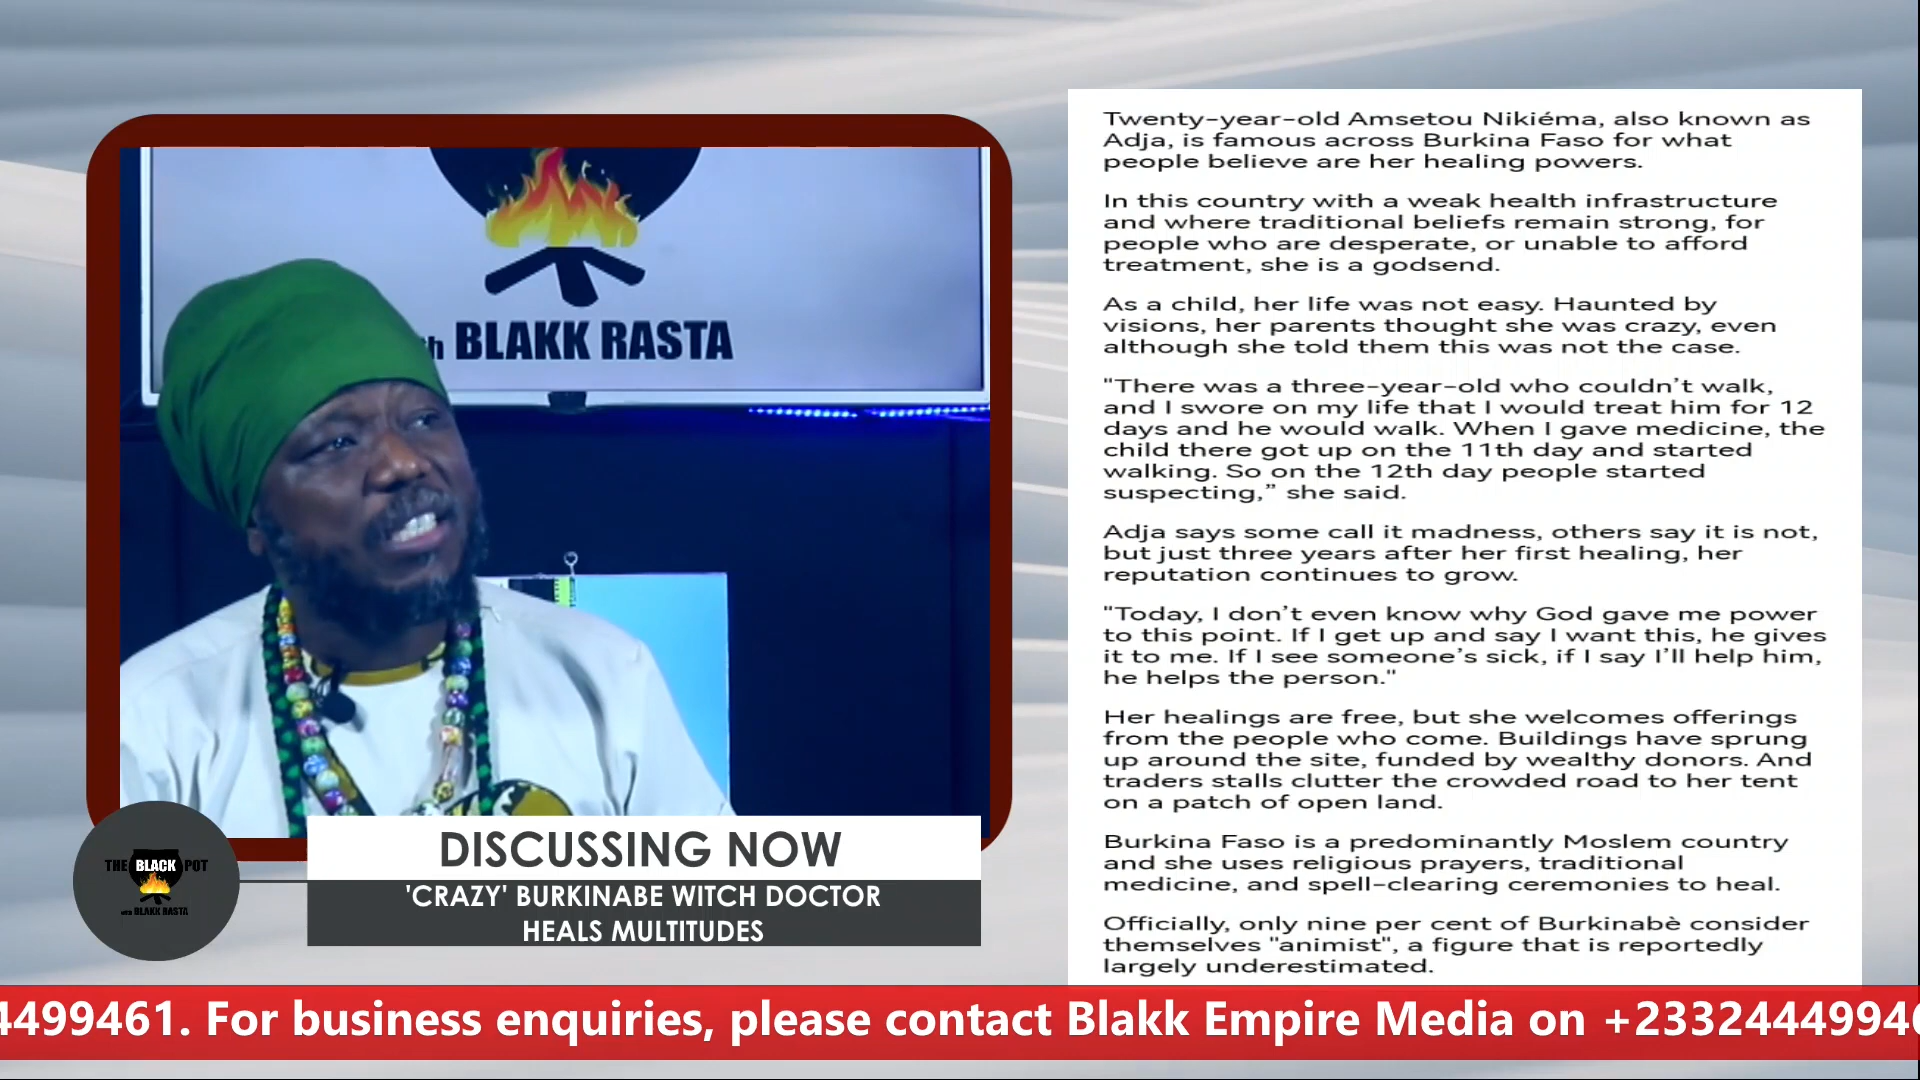 th BLAKK RASTA
THE BLACK POT
with BLAKK RASTA
DISCUSSING NOW
'CRAZY' BURKINABE WITCH DOCTOR
HEALS MULTITUDES
Twenty-year-old Amsetou Nikiéma, also known as
Adja, is famous across Burkina Faso for what
people believe are her healing powers.
In this country with a weak health infrastructure
and where traditional beliefs remain strong, for
people who are desperate, or unable to afford
treatment, she is a godsend.
As a child, her life was not easy. Haunted by
visions, her parents thought she was crazy, even
although she told them this was not the case.
"There was a three-year-old who couldn’t walk,
and I swore on my life that I would treat him for 12
days and he would walk. When I gave medicine, the
child there got up on the 11th day and started
walking. So on the 12th day people started
suspecting,” she said.
Adja says some call it madness, others say it is not,
but just three years after her first healing, her
reputation continues to grow.
"Today, I don’t even know why God gave me power
to this point. If I get up and say I want this, he gives
it to me. If I see someone’s sick, if I say I’ll help him,
he helps the person."
Her healings are free, but she welcomes offerings
from the people who come. Buildings have sprung
up around the site, funded by wealthy donors. And
traders stalls clutter the crowded road to her tent
on a patch of open land.
Burkina Faso is a predominantly Moslem country
and she uses religious prayers, traditional
medicine, and spell-clearing ceremonies to heal.
Officially, only nine per cent of Burkinabè consider
themselves "animist", a figure that is reportedly
largely underestimated.
4499461. For business enquiries, please contact Blakk Empire Media on +2332444994